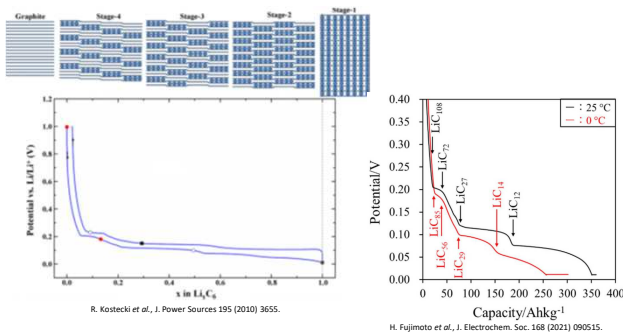 Graphite
Stage-4
Stage-3
Stage-2
Stage-1
Potential vs. Li/Li⁺ (V)
1.2
1.0
0.8
0.6
0.4
0.2
0.0
0.0
0.2
0.4
0.6
0.8
1.0
x in LiₓC₆
R. Kostecki et al., J. Power Sources 195 (2010) 3655.
Potential/V
0.40
0.35
0.30
0.25
0.20
0.15
0.10
0.05
0.00
— : 25 °C
— : 0 °C
LiC₁₀₈
LiC₇₂
LiC₂₇
LiC₁₄
LiC₁₂
LiC₈₅
LiC₅₆
LiC₂₉
0
50
100
150
200
250
300
350
400
Capacity/Ahkg⁻¹
H. Fujimoto et al., J. Electrochem. Soc. 168 (2021) 090515.